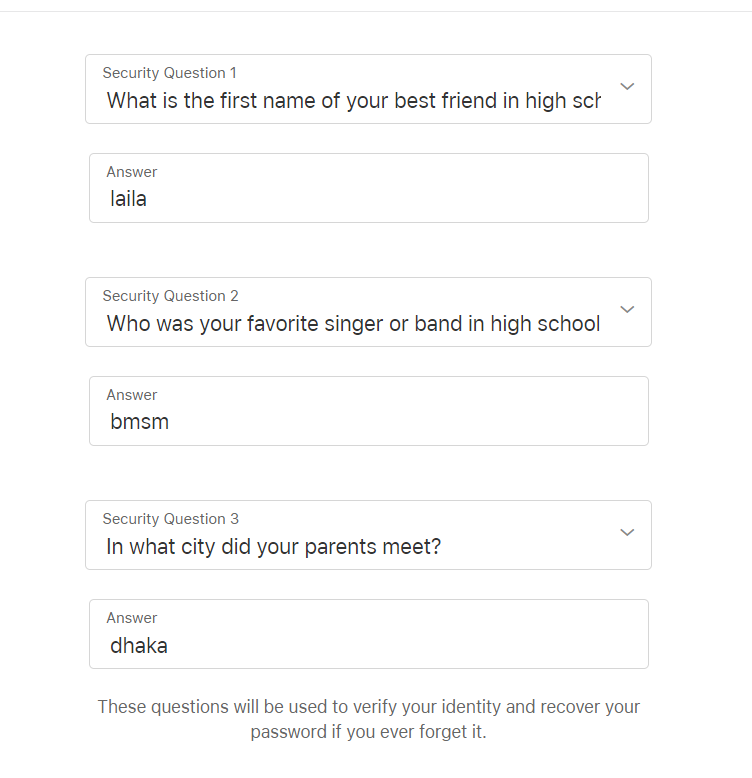 Security Question 1
What is the first name of your best friend in high sch
Answer
laila
Security Question 2
Who was your favorite singer or band in high school
Answer
bmsm
Security Question 3
In what city did your parents meet?
Answer
dhaka
These questions will be used to verify your identity and recover your
password if you ever forget it.